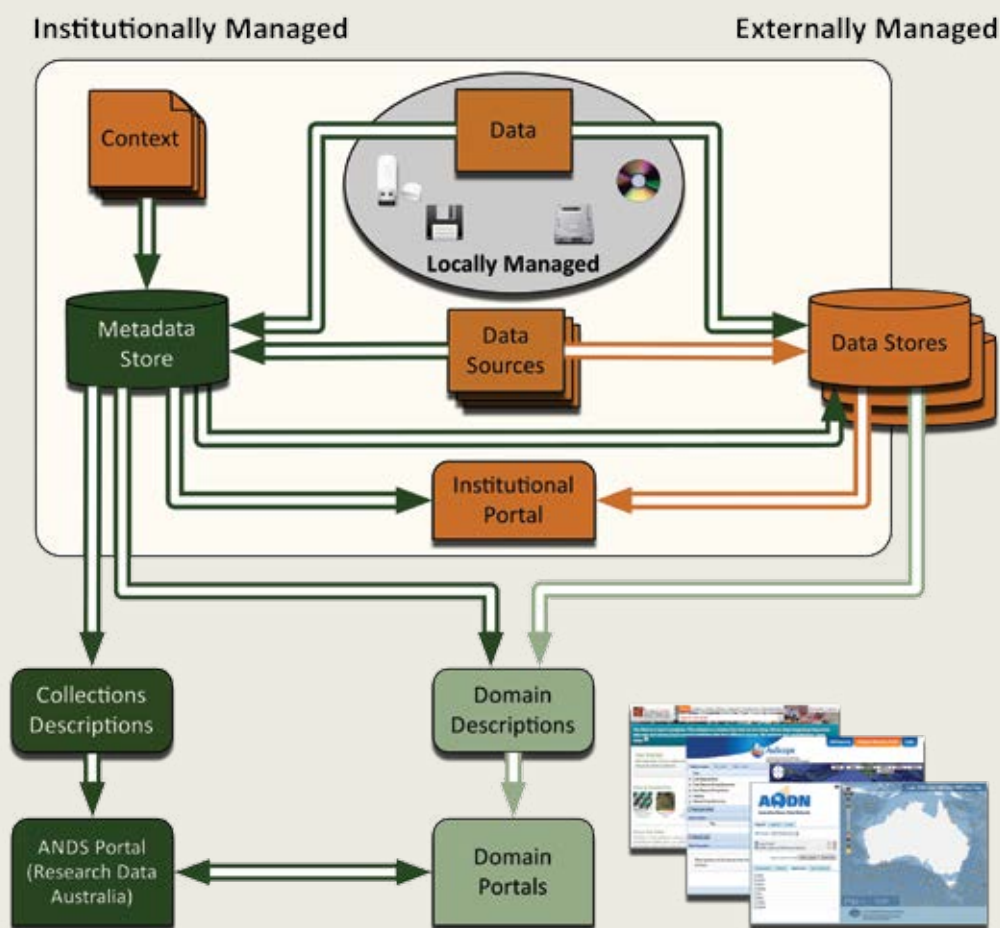 Institutionally Managed
Externally Managed
Context
Data
Locally Managed
Metadata
Store
Data
Sources
Data Stores
Institutional
Portal
Collections
Descriptions
Domain
Descriptions
ANDS Portal
(Research Data
Australia)
Domain
Portals
AuScope
AODN